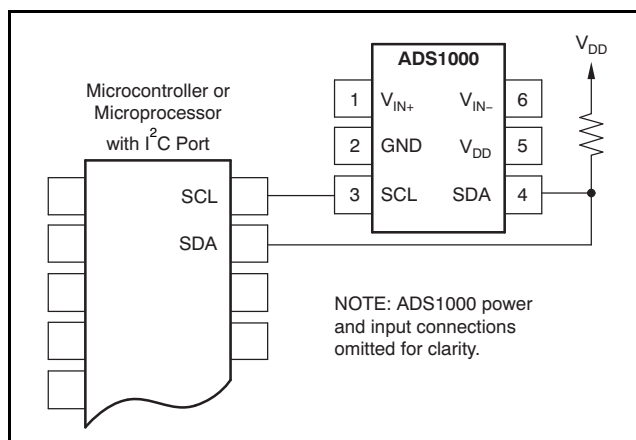 V_DD
ADS1000
Microcontroller or
Microprocessor
with I²C Port
1 V_IN+ V_IN– 6
2 GND V_DD 5
SCL 3 SCL SDA 4
SDA
NOTE: ADS1000 power
and input connections
omitted for clarity.